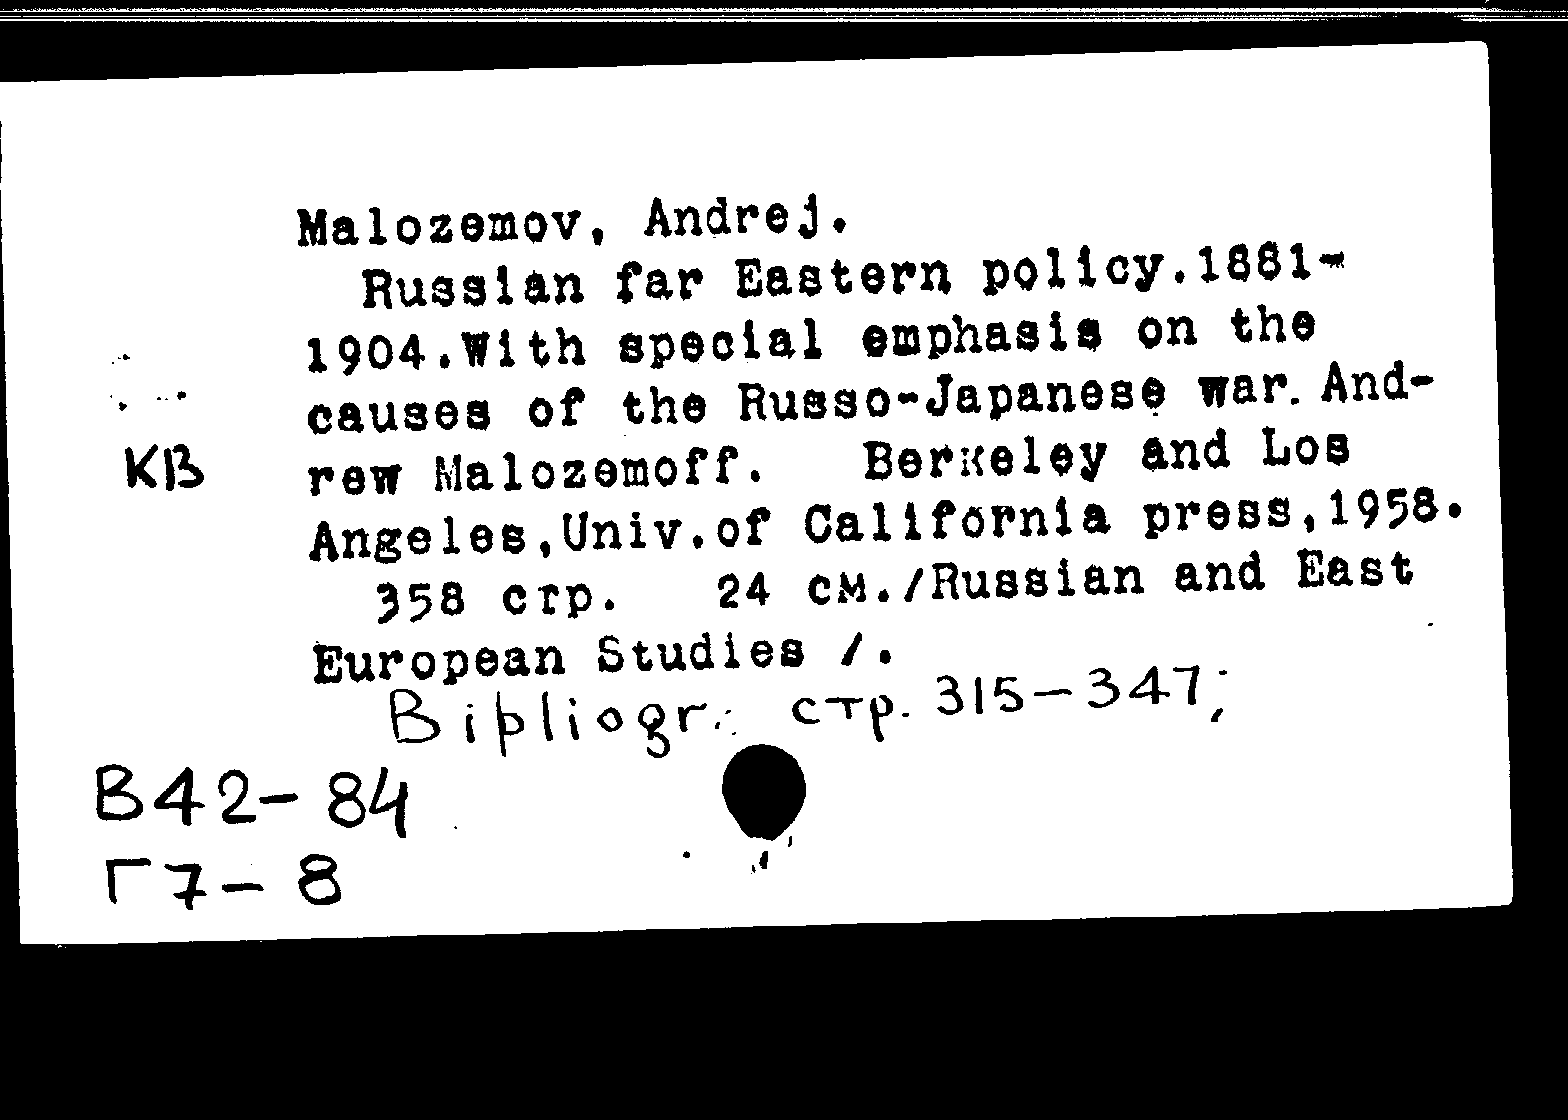 Malozemov, Andrej.
Russian far Eastern policy.1881-
1904.With special emphasis on the
causes of the Russo-Japanese war. And-
КВ
rew Malozemoff. Berkeley and Los
Angeles,Univ.of California press,1958.
358 стр. 24 см./Russian and East
European Studies /.
Bibliogr. стр. 315-347;
В42-84
Г7-8